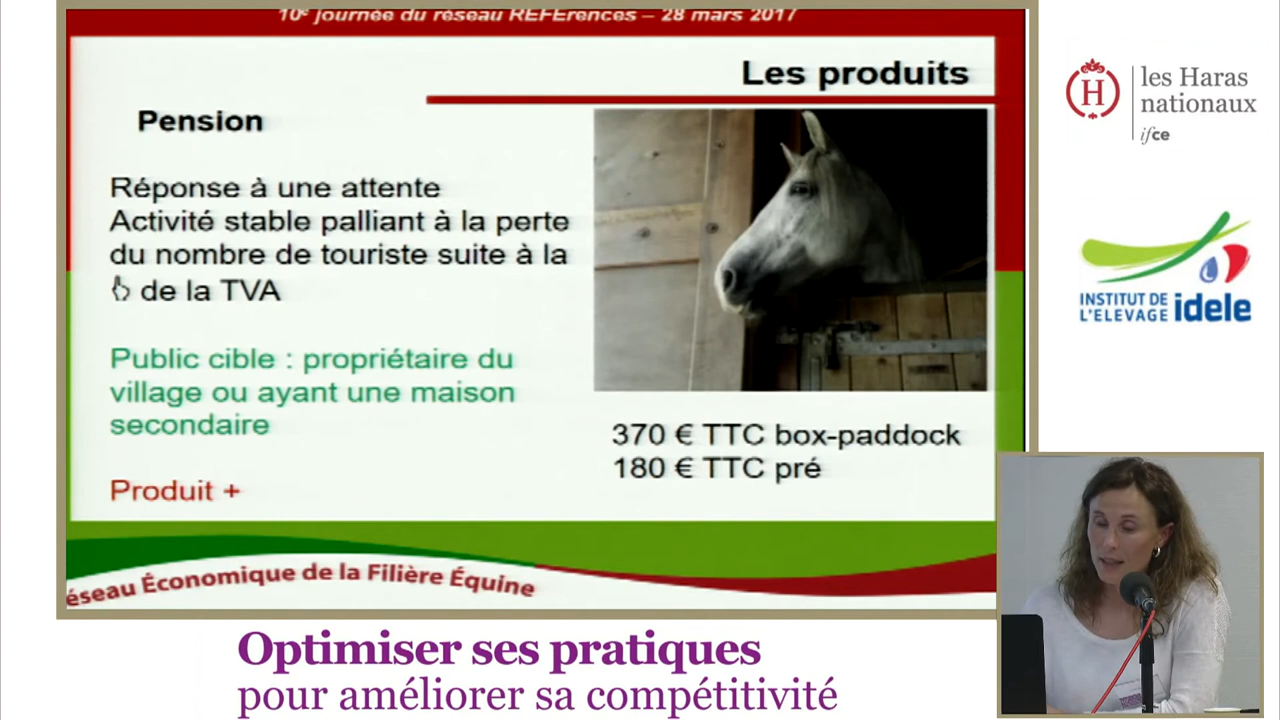 10e journée du réseau REFErences – 28 mars 2017
Les produits
Pension
Réponse à une attente
Activité stable palliant à la perte
du nombre de touriste suite à la
de la TVA
Public cible : propriétaire du
village ou ayant une maison
secondaire
Produit +
370 € TTC box-paddock
180 € TTC pré
éseau Économique de la Filière Équine
H
les Haras
nationaux
ifce
INSTITUT DE
L'ELEVAGE idele
Optimiser ses pratiques
pour améliorer sa compétitivité